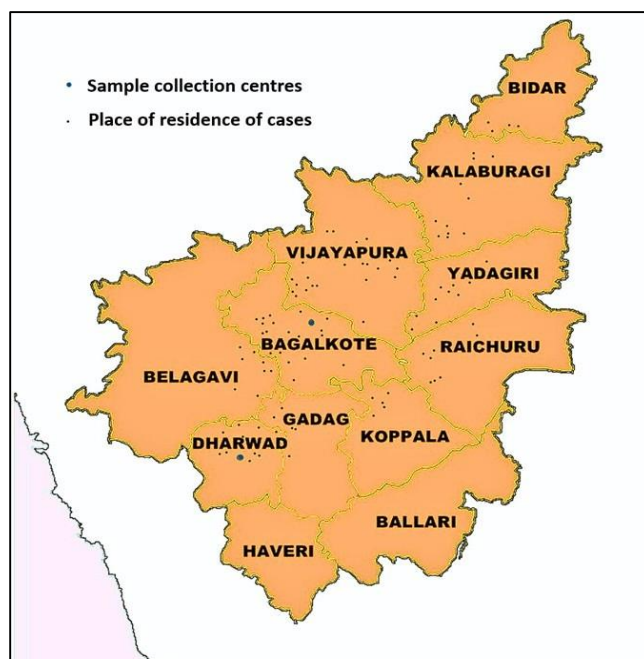 Sample collection centres
Place of residence of cases
BIDAR
KALABURAGI
VIJAYAPURA
YADAGIRI
BAGALKOTE
RAICHURU
BELAGAVI
GADAG
DHARWAD
KOPPALA
BALLARI
HAVERI